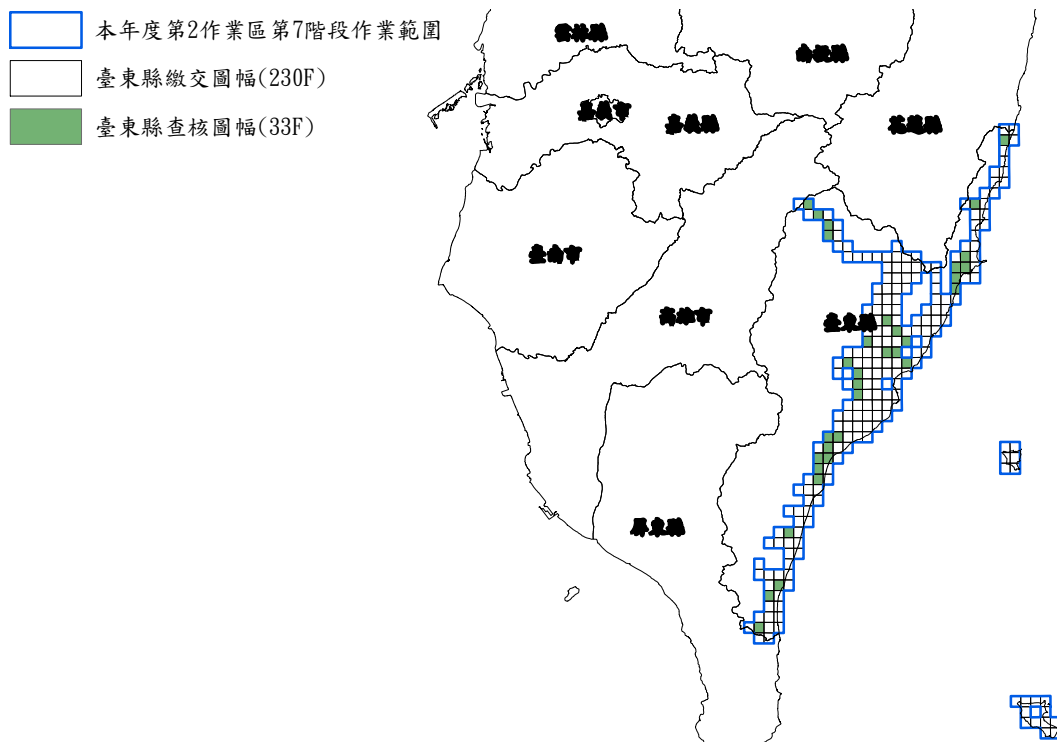 本年度第2作業區第7階段作業範圍
臺東縣繳交圖幅(230F)
臺東縣查核圖幅(33F)
雲林縣
南投縣
嘉義市
嘉義縣
花蓮縣
臺南市
高雄市
臺東縣
屏東縣